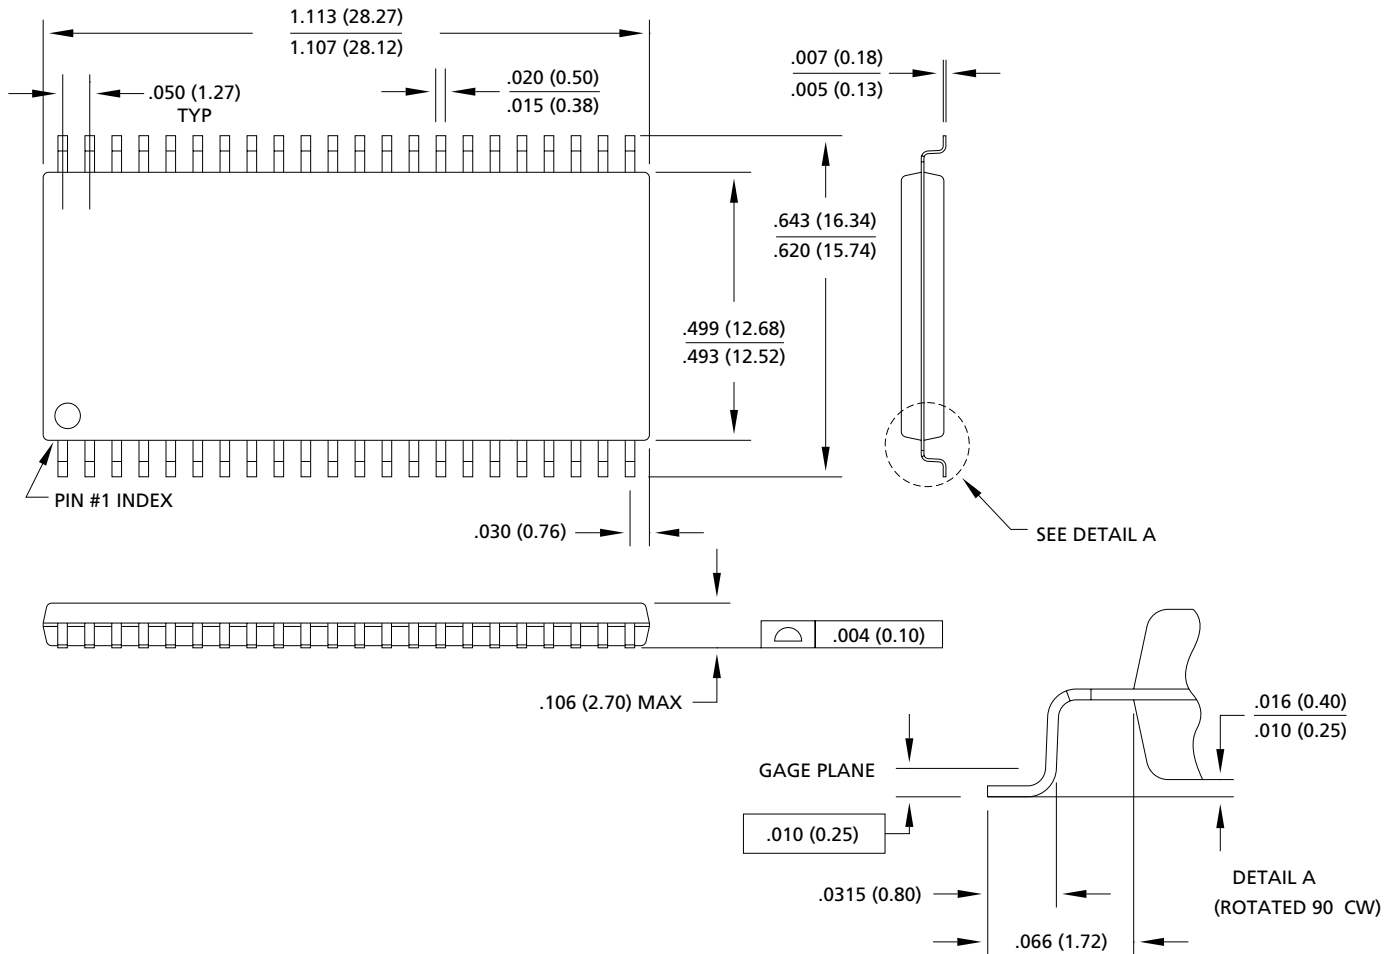 1.113 (28.27)
1.107 (28.12)
.050 (1.27)
TYP
.020 (0.50)
.015 (0.38)
.007 (0.18)
.005 (0.13)
.643 (16.34)
.620 (15.74)
.499 (12.68)
.493 (12.52)
PIN #1 INDEX
.030 (0.76)
SEE DETAIL A
.004 (0.10)
.106 (2.70) MAX
.016 (0.40)
.010 (0.25)
GAGE PLANE
.010 (0.25)
.0315 (0.80)
DETAIL A
(ROTATED 90 CW)
.066 (1.72)